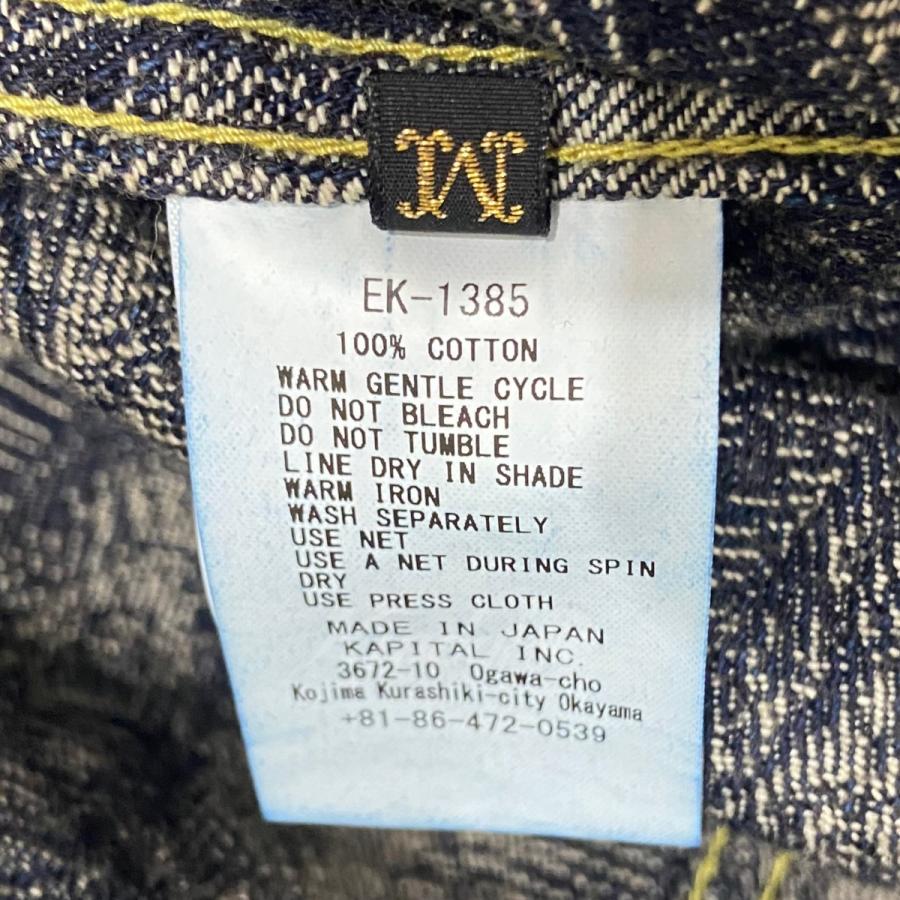 M
EK-1385
100% COTTON
WARM GENTLE CYCLE
DO NOT BLEACH
DO NOT TUMBLE
LINE DRY IN SHADE
WARM IRON
WASH SEPARATELY
USE NET
USE A NET DURING SPIN
DRY
USE PRESS CLOTH
MADE IN JAPAN
KAPITAL INC.
3672-10 Ogawa-cho
Kojima Kurashiki-city Okayama
+81-86-472-0539